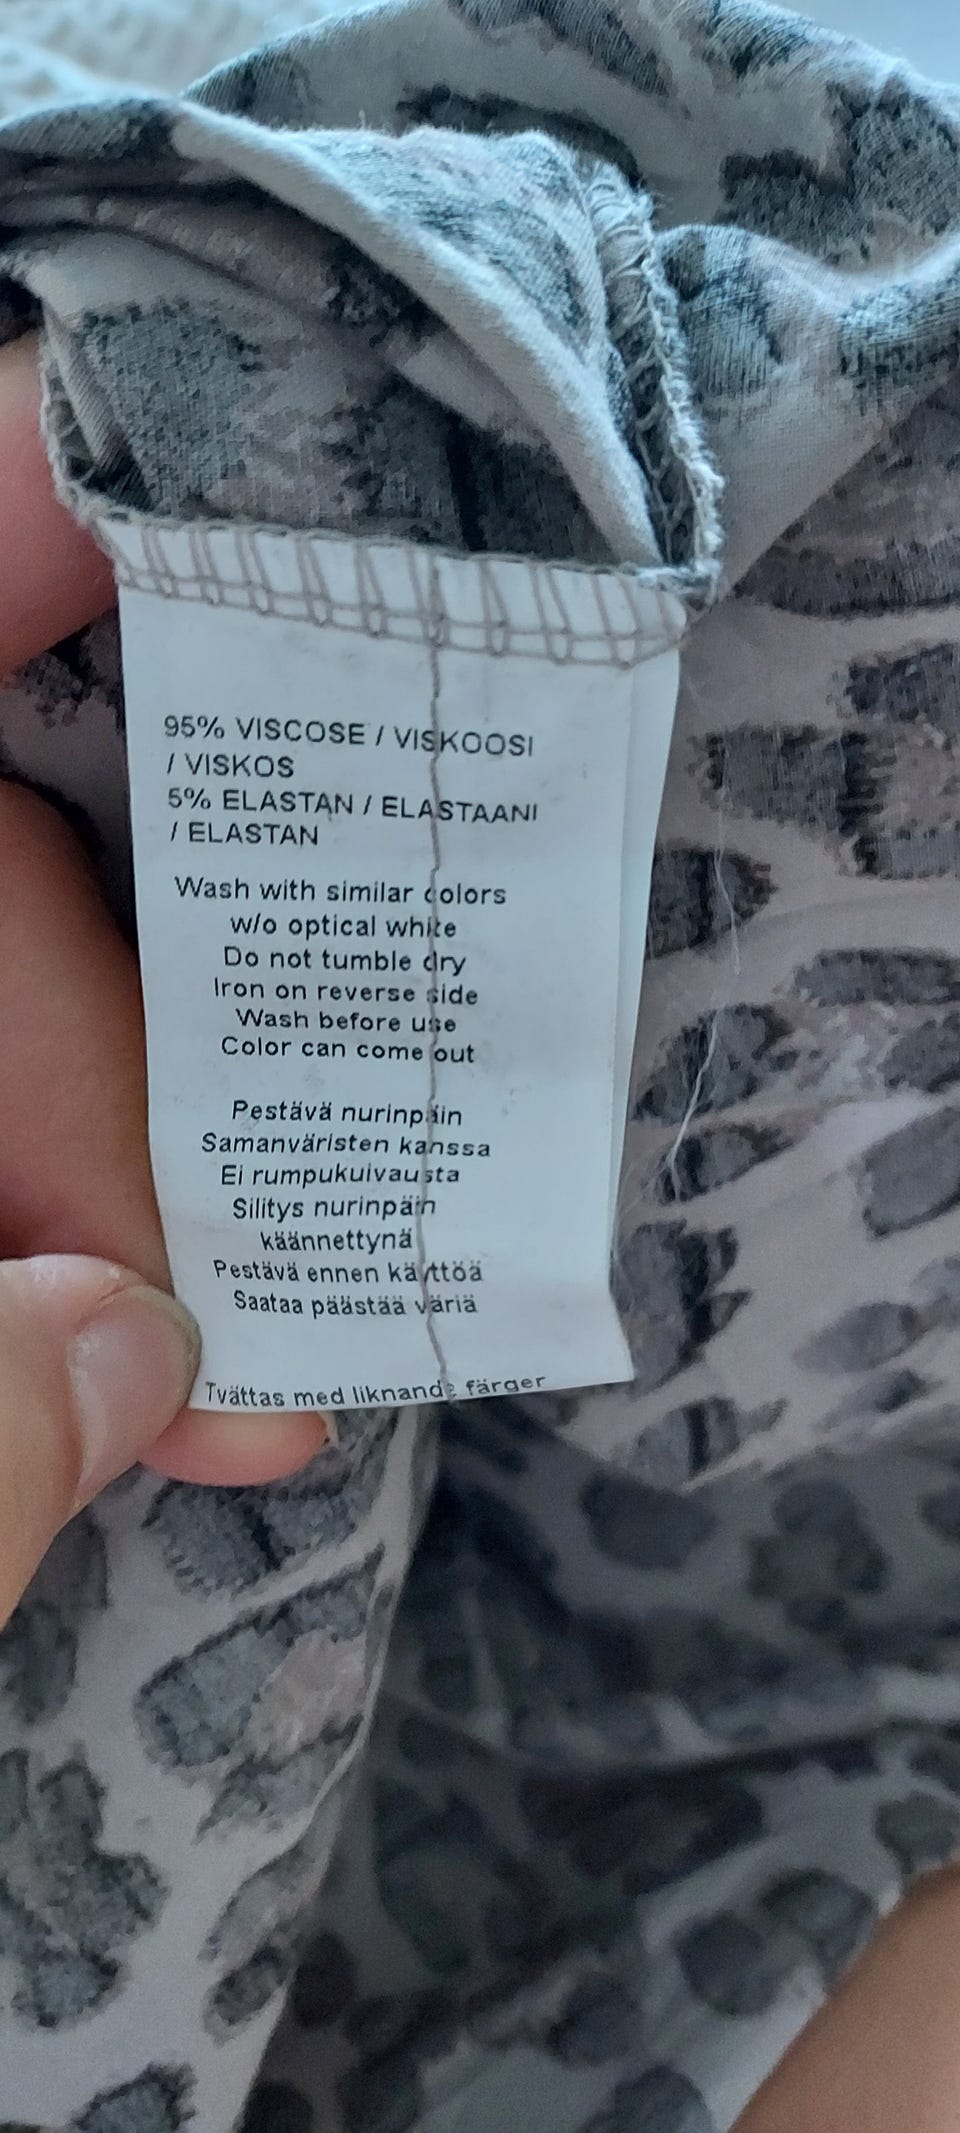 95% VISCOSE / VISKOOSI
/ VISKOS
5% ELASTAN / ELASTAANI
/ ELASTAN
Wash with similar colors
w/o optical white
Do not tumble dry
Iron on reverse side
Wash before use
Color can come out
Pestävä nurinpäin
Samanväristen kanssa
Ei rumpukuivausta
Silitys nurinpäin
käännettynä
Pestävä ennen käyttöä
Saataa päästää väriä
Tvättas med liknande färger